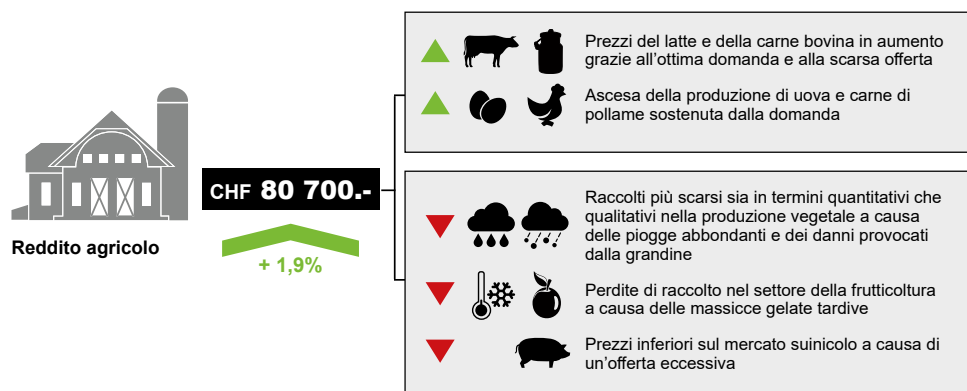 Prezzi del latte e della carne bovina in aumento
grazie all'ottima domanda e alla scarsa offerta
Ascesa della produzione di uova e carne di
pollame sostenuta dalla domanda
CHF 80 700.-
Reddito agricolo
+ 1,9%
Raccolti più scarsi sia in termini quantitativi che
qualitativi nella produzione vegetale a causa
delle piogge abbondanti e dei danni provocati
dalla grandine
Perdite di raccolto nel settore della frutticoltura
a causa delle massicce gelate tardive
Prezzi inferiori sul mercato suinicolo a causa di
un'offerta eccessiva